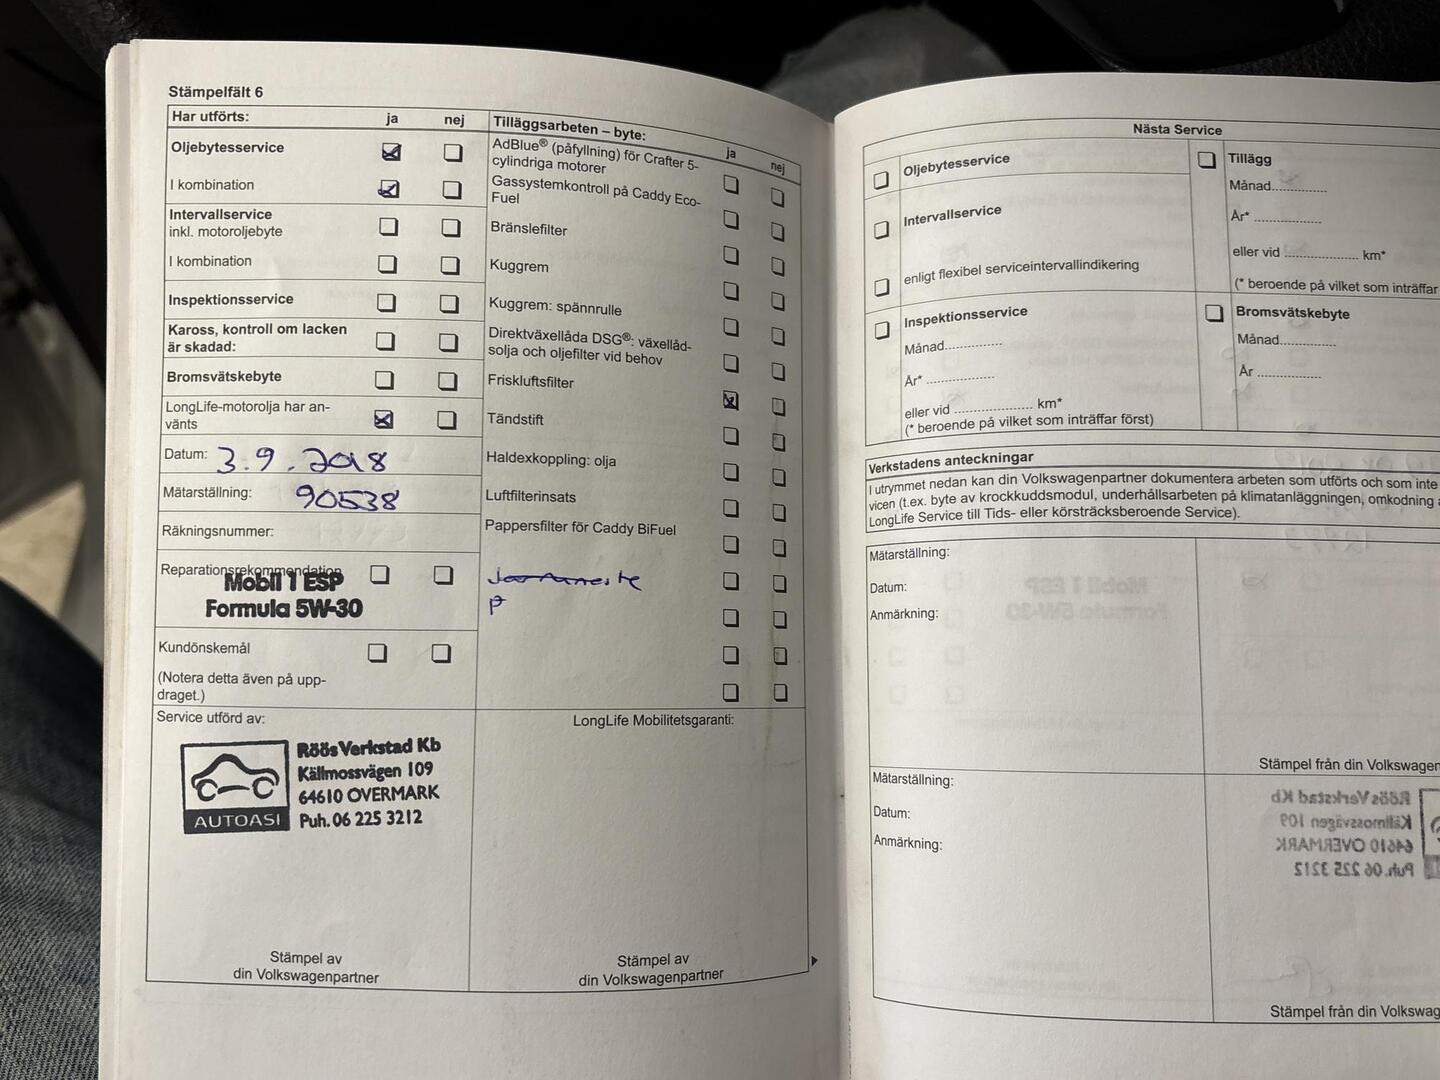 Stämpelfält 6
Har utförts: ja nej
Oljebytesservice
I kombination
Intervallservice
inkl. motoroljebyte
I kombination
Inspektionsservice
Kaross, kontroll om lacken
är skadad:
Bromsvätskebyte
LongLife-motorolja har an-
vänts
Datum: 3.9.2018
Mätarställning: 90538
Räkningsnummer:
Reparationsrekommendation
Mobil 1 ESP
Formula 5W-30
Kundönskemål
(Notera detta även på upp-
draget.)
Service utförd av:
Röös Verkstad Kb
Källmossvägen 109
64610 OVERMARK
Puh. 06 225 3212
AUTOASI
Stämpel av
din Volkswagenpartner
Tilläggsarbeten – byte: ja nej
AdBlue® (påfyllning) för Crafter 5-
cylindriga motorer
Gassystemkontroll på Caddy Eco-
Fuel
Bränslefilter
Kuggrem
Kuggrem: spännrulle
Direktväxellåda DSG®: växellåd-
solja och oljefilter vid behov
Friskluftsfilter
Tändstift
Haldexkoppling: olja
Luftfilterinsats
Pappersfilter för Caddy BiFuel
LongLife Mobilitetsgaranti:
Stämpel av
din Volkswagenpartner
Nästa Service
Oljebytesservice
Intervallservice
enligt flexibel serviceintervallindikering
Inspektionsservice
Månad...............
År* ..................
eller vid ..................... km*
(* beroende på vilket som inträffar först)
Tillägg
Månad...............
År* ..................
eller vid .................... km*
(* beroende på vilket som inträffar
Bromsvätskebyte
Månad...............
År .................
Verkstadens anteckningar
I utrymmet nedan kan din Volkswagenpartner dokumentera arbeten som utförts och som inte
vicen (t.ex. byte av krockkuddsmodul, underhållsarbeten på klimatanläggningen, omkodning
LongLife Service till Tids- eller körsträcksberoende Service).
Mätarställning:
Datum:
Anmärkning:
Stämpel från din Volkswagen
Mätarställning:
Datum:
Anmärkning:
Stämpel från din Volkswag